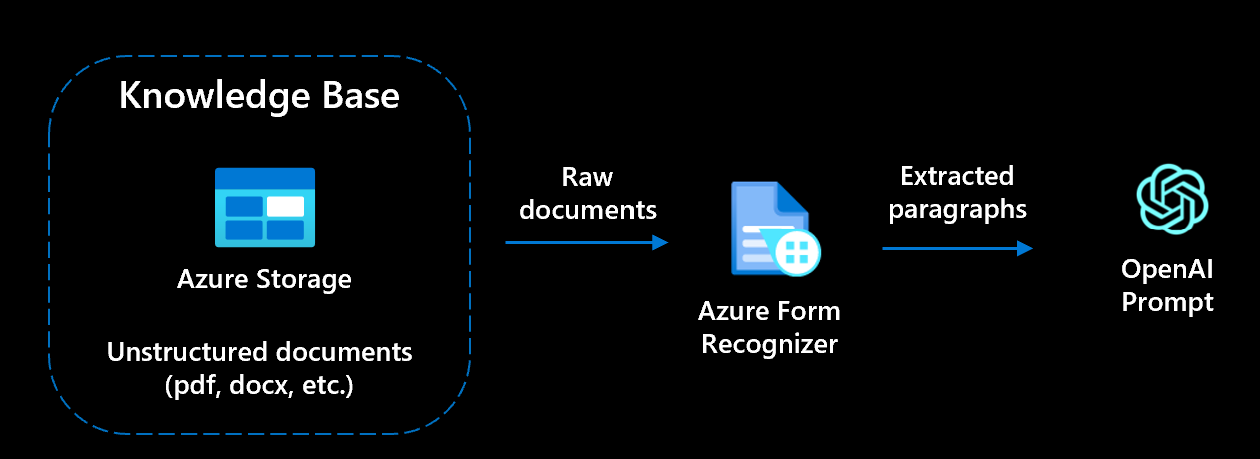 Knowledge Base
Azure Storage
Unstructured documents
(pdf, docx, etc.)
Raw
documents
Azure Form
Recognizer
Extracted
paragraphs
OpenAI
Prompt